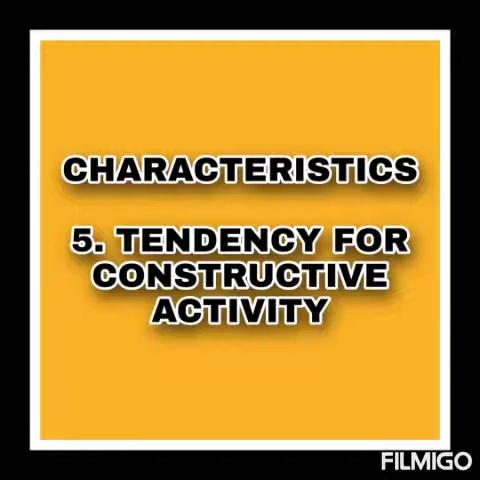 CHARACTERISTICS
5. TENDENCY FOR
CONSTRUCTIVE
ACTIVITY
FILMIGO